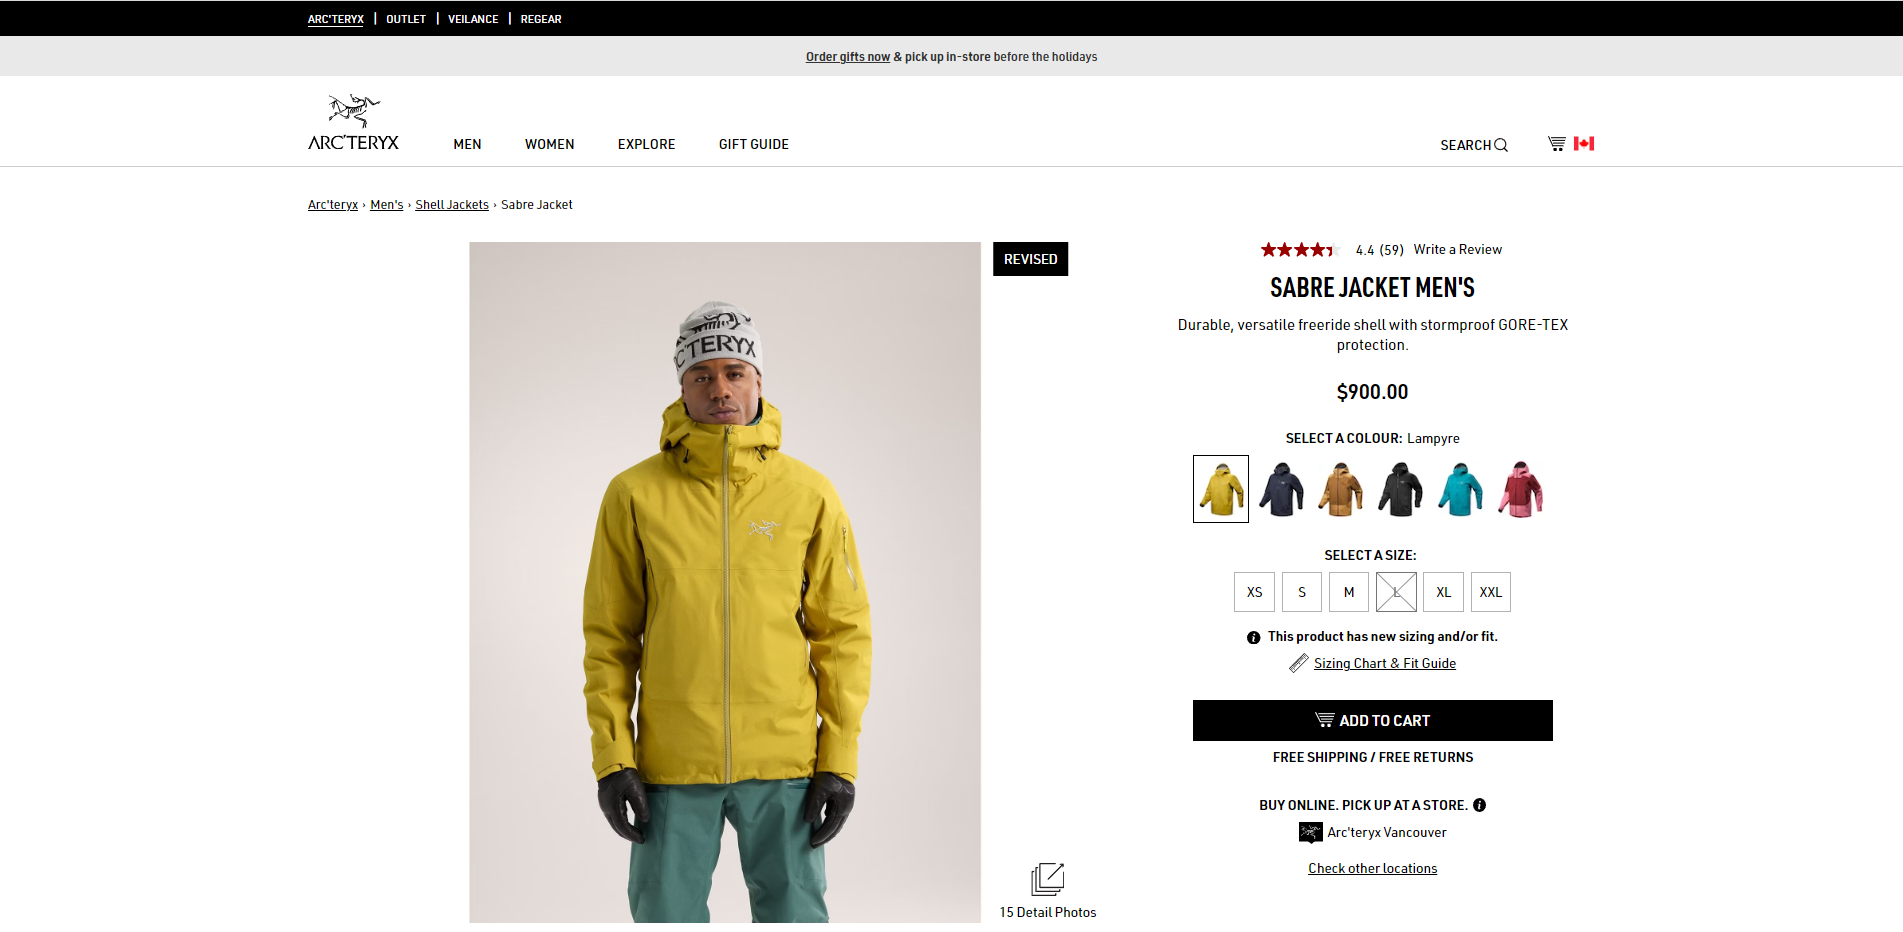 ARC'TERYX | OUTLET | VEILANCE | REGEAR
Order gifts now & pick up in-store before the holidays
ARC'TERYX
MEN WOMEN EXPLORE GIFT GUIDE
SEARCH
Arc'teryx › Men's › Shell Jackets › Sabre Jacket
REVISED
C'TERYX
15 Detail Photos
4.4 (59) Write a Review
SABRE JACKET MEN'S
Durable, versatile freeride shell with stormproof GORE-TEX
protection.
$900.00
SELECT A COLOUR: Lampyre
SELECT A SIZE:
XS S M L XL XXL
This product has new sizing and/or fit.
Sizing Chart & Fit Guide
ADD TO CART
FREE SHIPPING / FREE RETURNS
BUY ONLINE. PICK UP AT A STORE.
Arc'teryx Vancouver
Check other locations